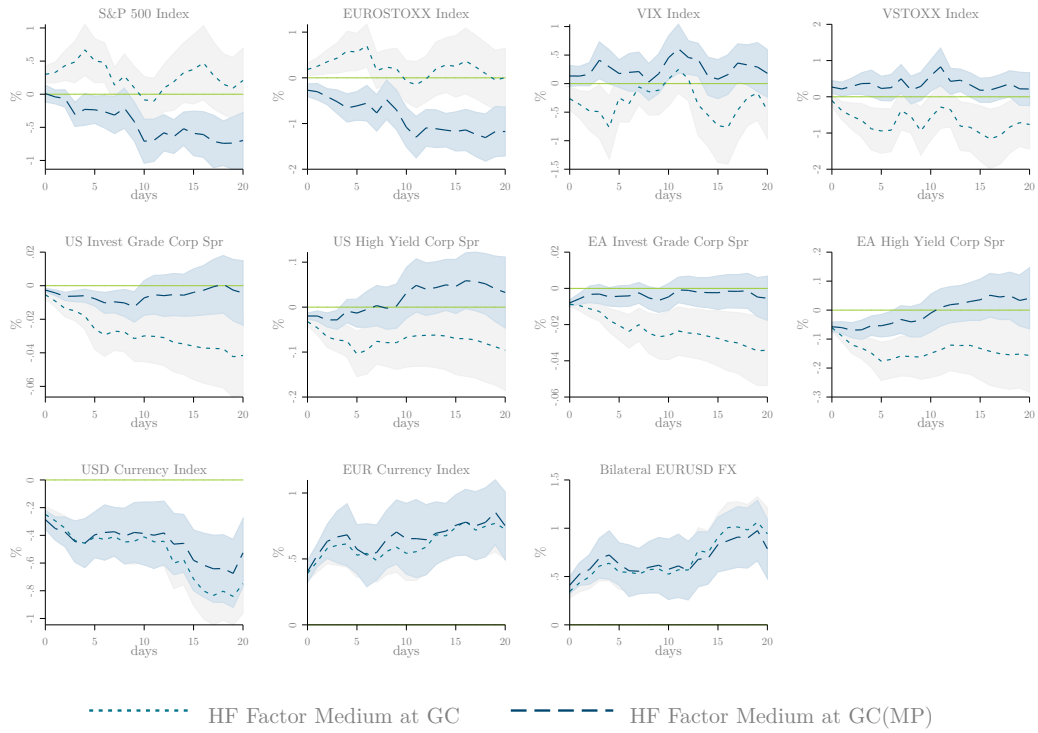 S&P 500 Index
EUROSTOXX Index
VIX Index
VSTOXX Index
%
1
.5
0
-.5
-1
0 5 10 15 20
days
1
0
-1
-2
0 5 10 15 20
days
%
1
.5
0
-.5
-1
-1.5
0 5 10 15 20
days
%
2
1
0
-1
-2
0 5 10 15 20
days
%
US Invest Grade Corp Spr
US High Yield Corp Spr
EA Invest Grade Corp Spr
EA High Yield Corp Spr
%
.02
0
-.02
-.04
-.06
0 5 10 15 20
days
%
.1
0
-.1
-.2
0 5 10 15 20
days
%
.02
0
-.02
-.04
-.06
0 5 10 15 20
days
%
.2
.1
0
-.1
-.2
-.3
0 5 10 15 20
days
USD Currency Index
EUR Currency Index
Bilateral EURUSD FX
%
0
-.2
-.4
-.6
-.8
-1
0 5 10 15 20
days
%
1
.5
0
0 5 10 15 20
days
%
1.5
1
.5
0
0 5 10 15 20
days
HF Factor Medium at GC
HF Factor Medium at GC(MP)